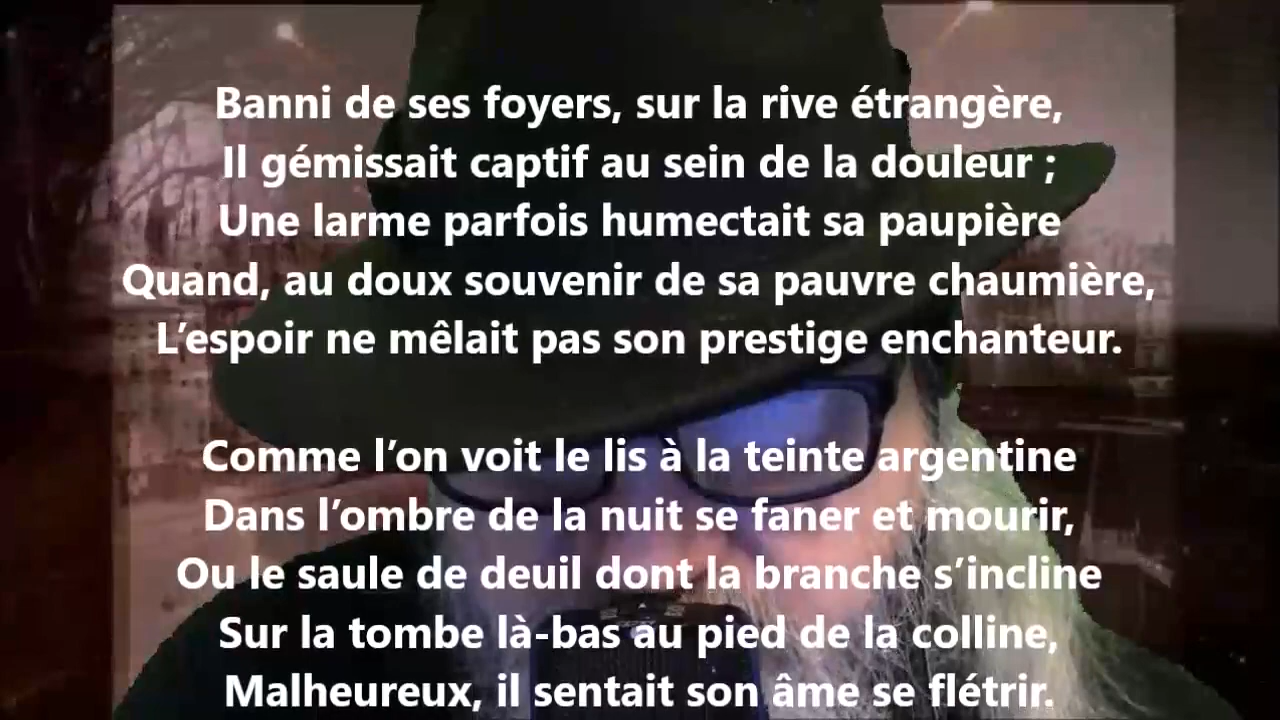 Banni de ses foyers, sur la rive étrangère,
Il gémissait captif au sein de la douleur ;
Une larme parfois humectait sa paupière
Quand, au doux souvenir de sa pauvre chaumière,
L’espoir ne mêlait pas son prestige enchanteur.
Comme l’on voit le lis à la teinte argentine
Dans l’ombre de la nuit se faner et mourir,
Ou le saule de deuil dont la branche s’incline
Sur la tombe là-bas au pied de la colline,
Malheureux, il sentait son âme se flétrir.